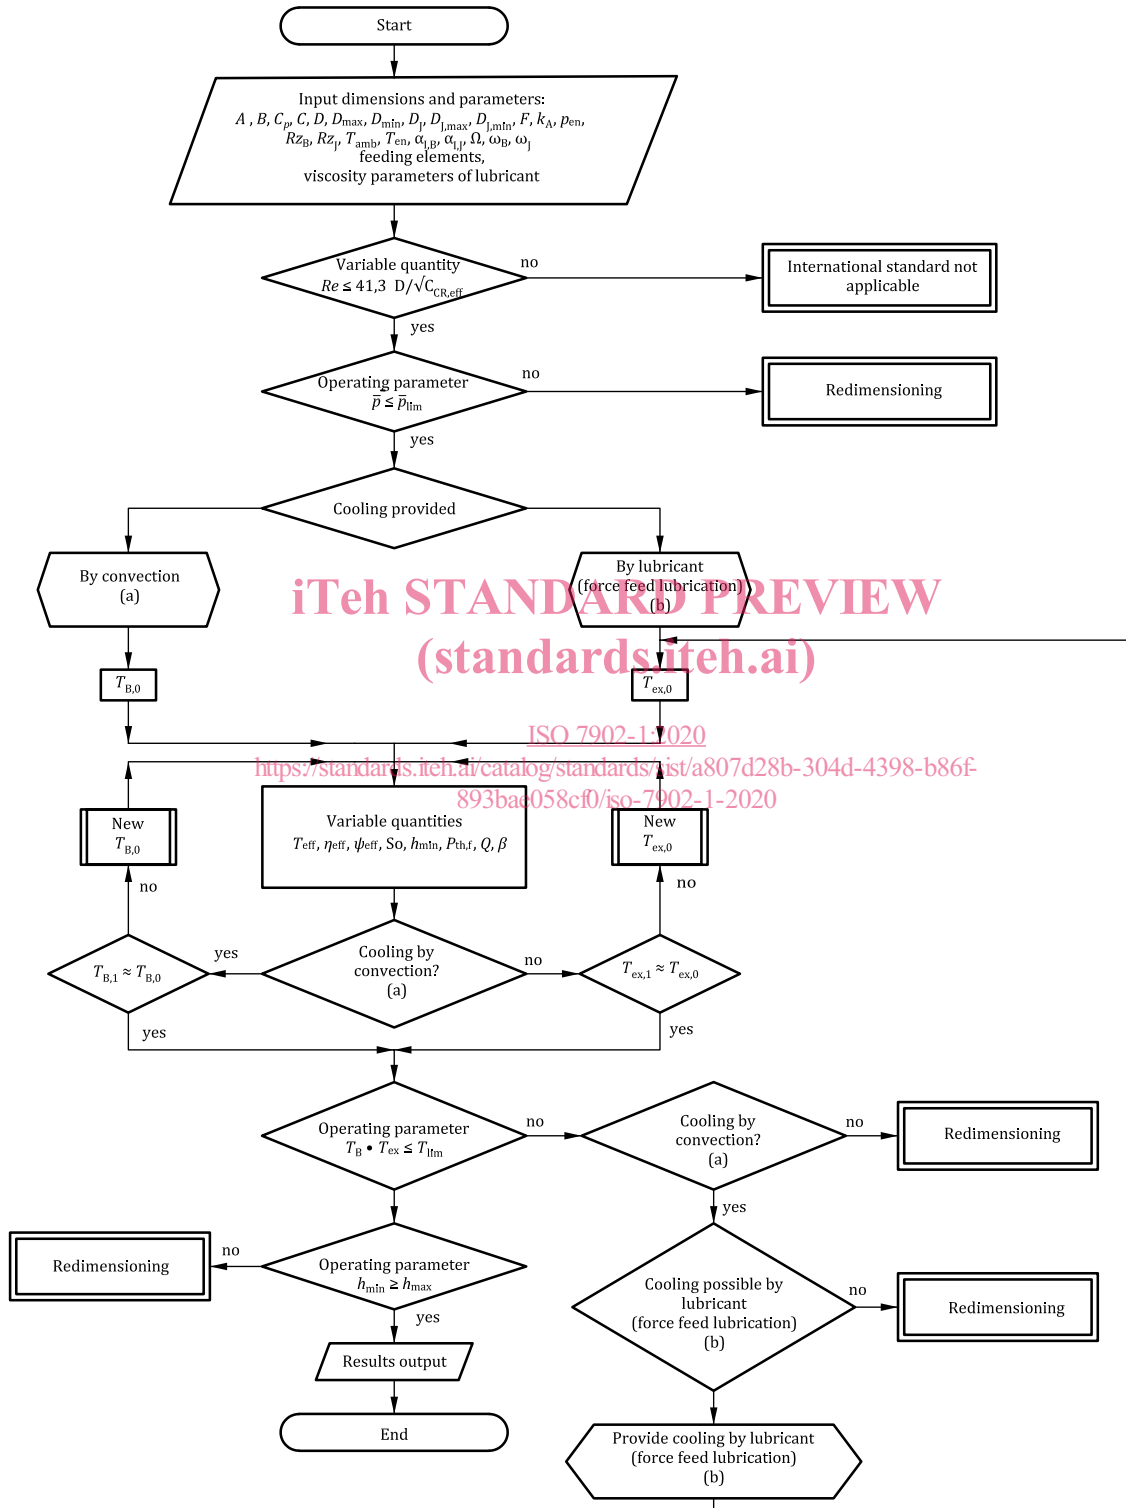 Start
Input dimensions and parameters:
A , B, Cp, C, D, Dmax, Dmin, DJ, DJ,max, DJ,min, F, kA, pen,
RzB, RzJ, Tamb, Ten, αl,B, αl,J, Ω, ωB, ωJ
feeding elements,
viscosity parameters of lubricant
Variable quantity
Re ≤ 41,3 D/√CCR,eff
no
International standard not
applicable
yes
Operating parameter
p̄ ≤ p̄lim
no
Redimensioning
yes
Cooling provided
By convection
(a)
By lubricant
(force feed lubrication)
(b)
iTeh STANDARD PREVIEW
(standards.iteh.ai)
TB,0
Tex,0
ISO 7902-1:2020
https://standards.iteh.ai/catalog/standards/sist/a807d28b-304d-4398-b86f-
893bae058cf0/iso-7902-1-2020
New
TB,0
Variable quantities
Teff, ηeff, ψeff, So, hmin, Pth,f, Q, β
New
Tex,0
no
no
TB,1 ≈ TB,0
yes
Cooling by
convection?
(a)
no
Tex,1 ≈ Tex,0
yes
yes
Operating parameter
TB • Tex ≤ Tlim
no
Cooling by
convection?
(a)
no
Redimensioning
yes
Redimensioning
no
Operating parameter
hmin ≥ hmax
yes
Cooling possible by
lubricant
(force feed lubrication)
(b)
no
Redimensioning
Results output
End
Provide cooling by lubricant
(force feed lubrication)
(b)